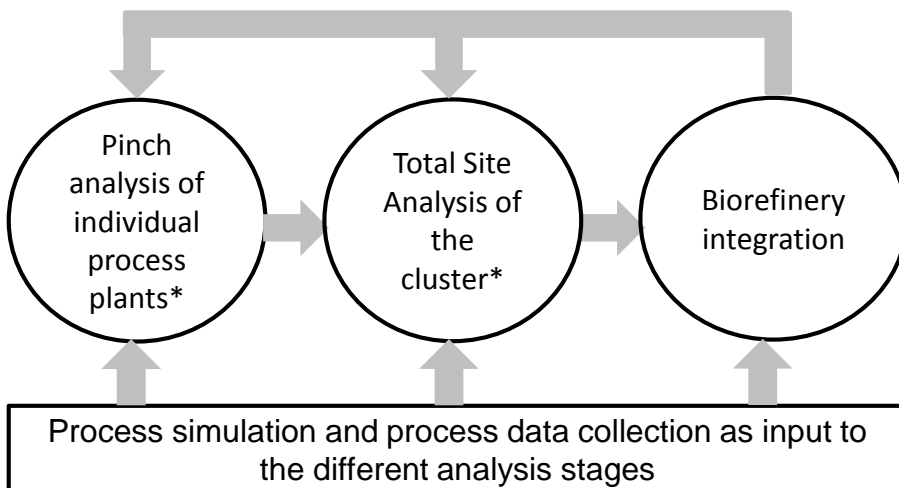 Pinch
analysis of
individual
process
plants*
Total Site
Analysis of
the
cluster*
Biorefinery
integration
Process simulation and process data collection as input to
the different analysis stages